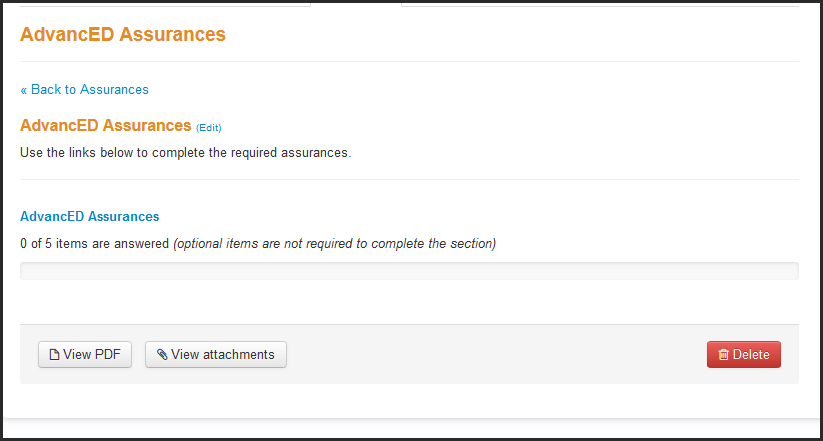 AdvancED Assurances
« Back to Assurances
AdvancED Assurances (Edit)
Use the links below to complete the required assurances.
AdvancED Assurances
0 of 5 items are answered (optional items are not required to complete the section)
View PDF View attachments Delete